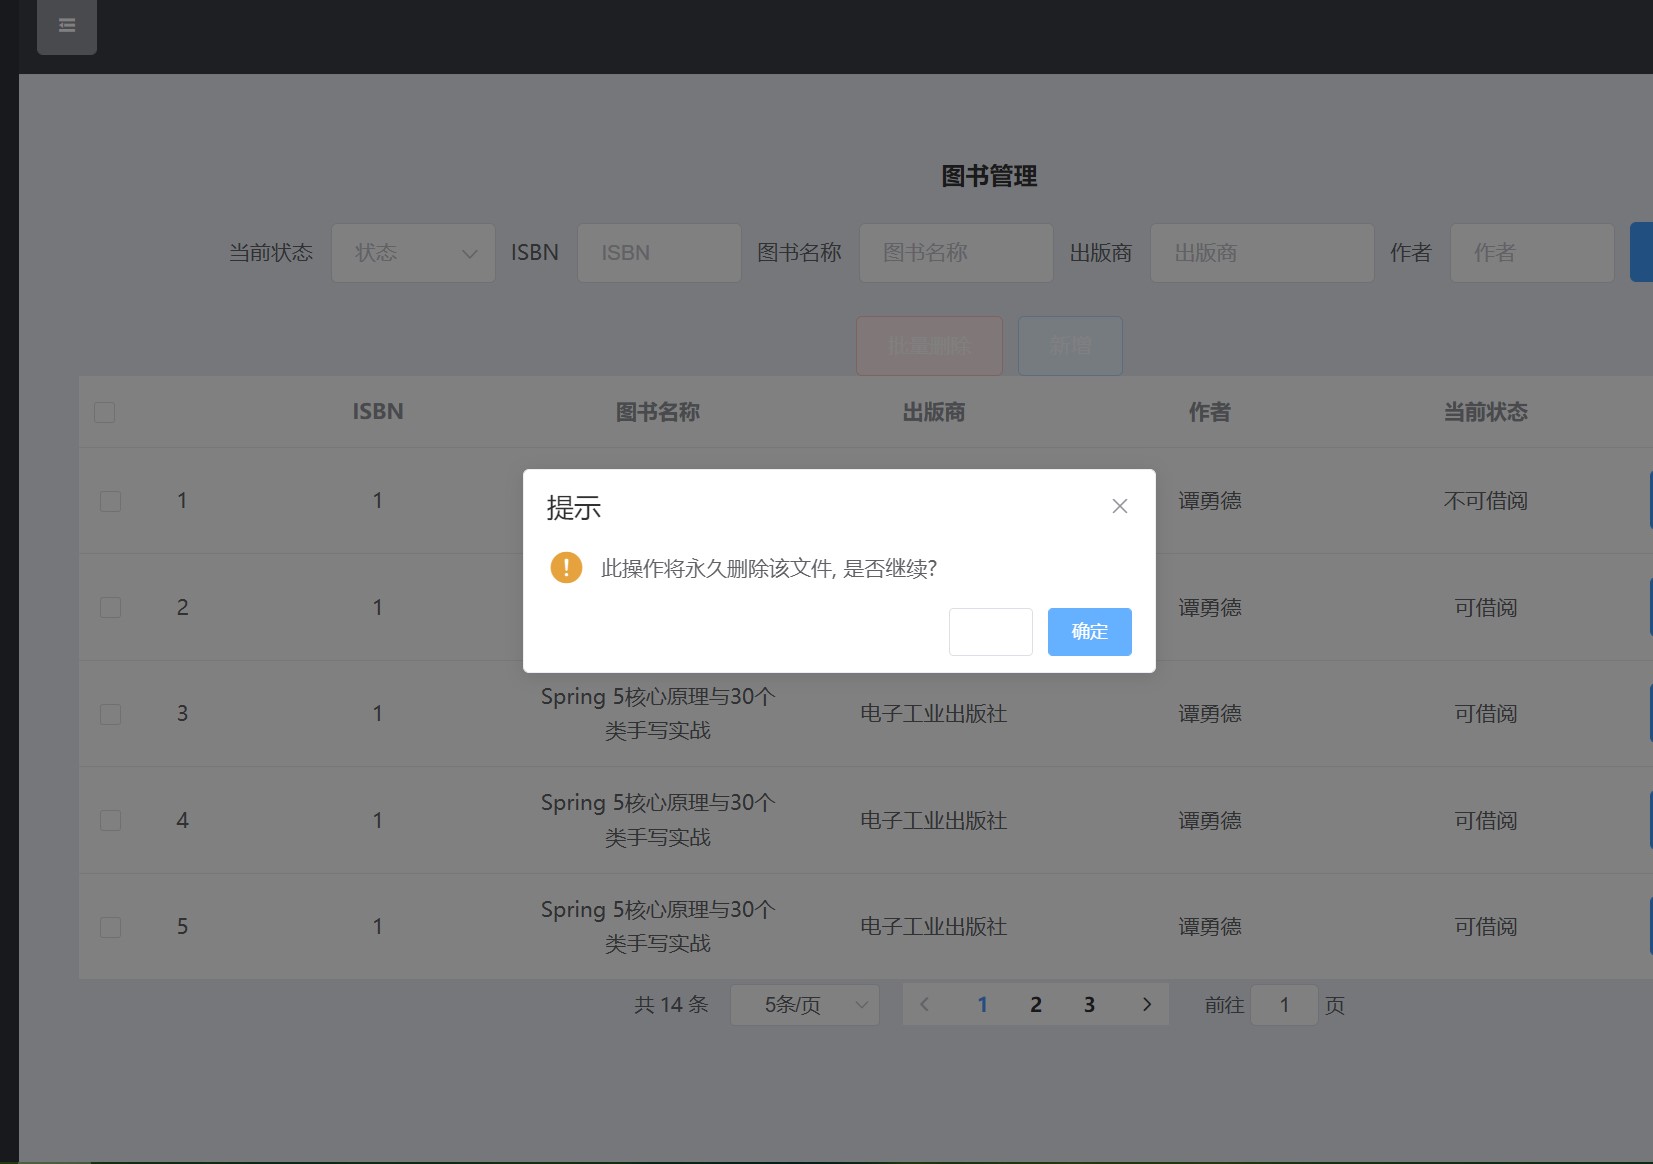 图书管理
当前状态 状态 ISBN ISBN 图书名称 图书名称 出版商 出版商 作者 作者
批量删除 新增
ISBN 图书名称 出版商 作者 当前状态
1 1 谭勇德 不可借阅
提示
此操作将永久删除该文件, 是否继续?
确定
2 1 谭勇德 可借阅
3 1 Spring 5核心原理与30个 电子工业出版社 谭勇德 可借阅
类手写实战
4 1 Spring 5核心原理与30个 电子工业出版社 谭勇德 可借阅
类手写实战
5 1 Spring 5核心原理与30个 电子工业出版社 谭勇德 可借阅
类手写实战
共 14 条 5条/页 1 2 3 前往 1 页